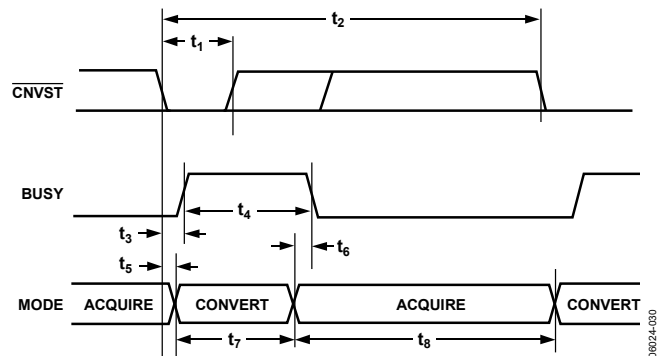 t2
t1
CNVST
BUSY
t4
t3
t6
t5
MODE ACQUIRE CONVERT ACQUIRE CONVERT
t7 t8
06024-030